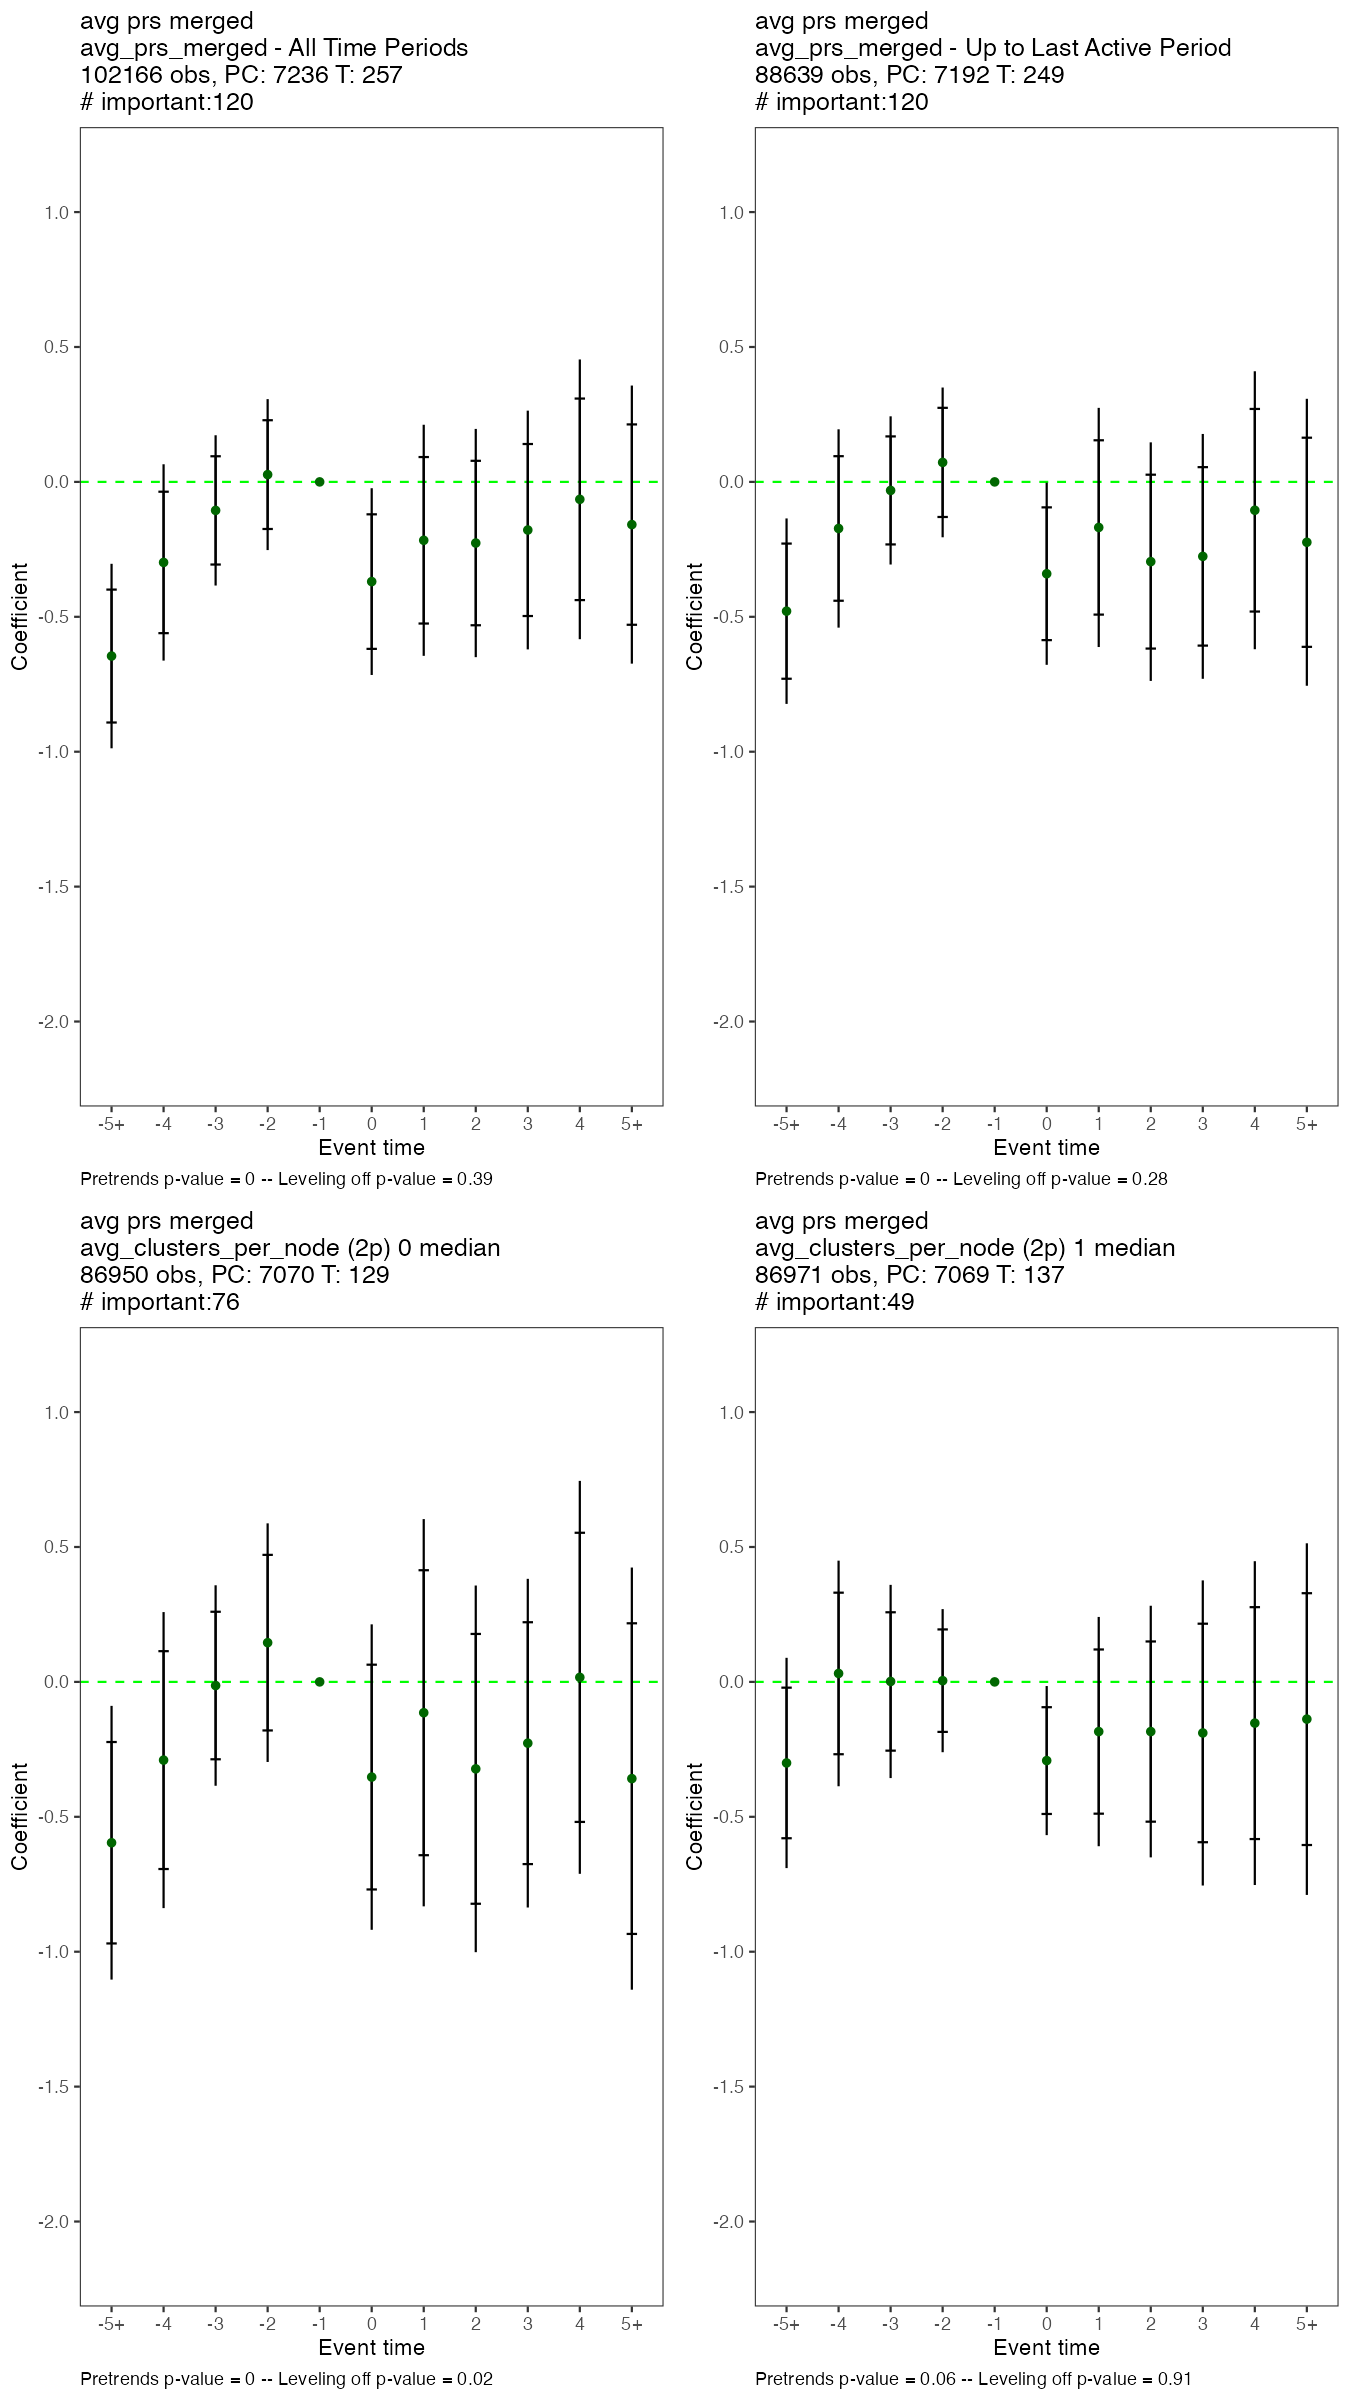 avg prs merged
avg_prs_merged - All Time Periods
102166 obs, PC: 7236 T: 257
# important:120
1.0
0.5
0.0
-0.5
-1.0
-1.5
-2.0
Coefficient
-5+ -4 -3 -2 -1 0 1 2 3 4 5+
Event time
Pretrends p-value = 0 -- Leveling off p-value = 0.39
avg prs merged
avg_prs_merged - Up to Last Active Period
88639 obs, PC: 7192 T: 249
# important:120
1.0
0.5
0.0
-0.5
-1.0
-1.5
-2.0
Coefficient
-5+ -4 -3 -2 -1 0 1 2 3 4 5+
Event time
Pretrends p-value = 0 -- Leveling off p-value = 0.28
avg prs merged
avg_clusters_per_node (2p) 0 median
86950 obs, PC: 7070 T: 129
# important:76
1.0
0.5
0.0
-0.5
-1.0
-1.5
-2.0
Coefficient
-5+ -4 -3 -2 -1 0 1 2 3 4 5+
Event time
Pretrends p-value = 0 -- Leveling off p-value = 0.02
avg prs merged
avg_clusters_per_node (2p) 1 median
86971 obs, PC: 7069 T: 137
# important:49
1.0
0.5
0.0
-0.5
-1.0
-1.5
-2.0
Coefficient
-5+ -4 -3 -2 -1 0 1 2 3 4 5+
Event time
Pretrends p-value = 0.06 -- Leveling off p-value = 0.91